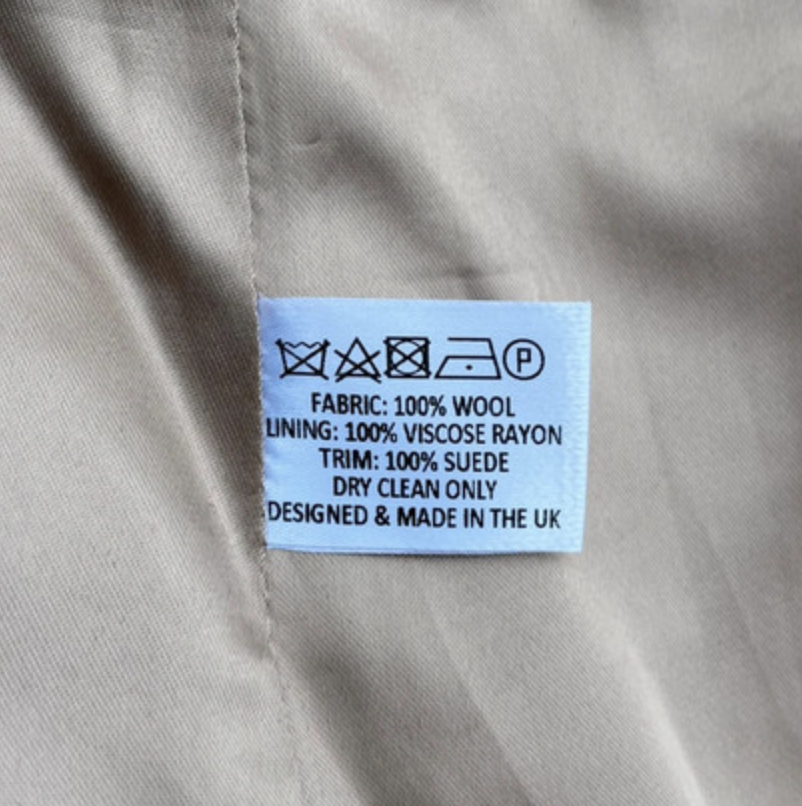 P
FABRIC: 100% WOOL
LINING: 100% VISCOSE RAYON
TRIM: 100% SUEDE
DRY CLEAN ONLY
DESIGNED & MADE IN THE UK